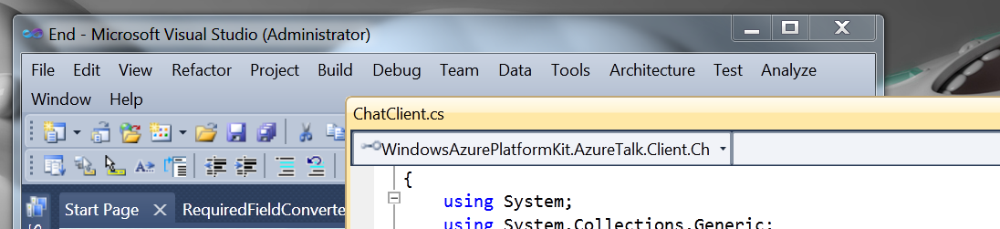 End - Microsoft Visual Studio (Administrator)
File Edit View Refactor Project Build Debug Team Data Tools Architecture Test Analyze
Window Help
ChatClient.cs
WindowsAzurePlatformKit.AzureTalk.Client.Ch
{
Start Page RequiredFieldConverte
using System;
using System.Collections.Generic;